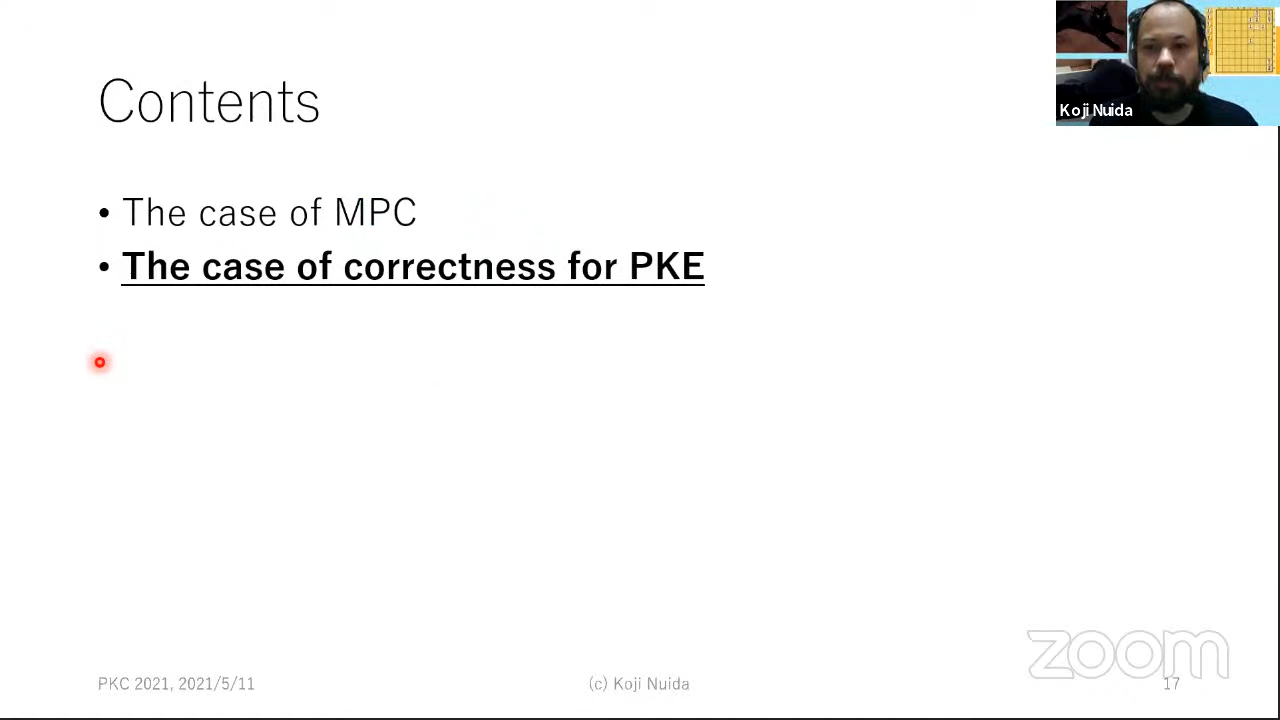 Contents
• The case of MPC
• The case of correctness for PKE
Koji Nuida
PKC 2021, 2021/5/11
(c) Koji Nuida
17
zoom